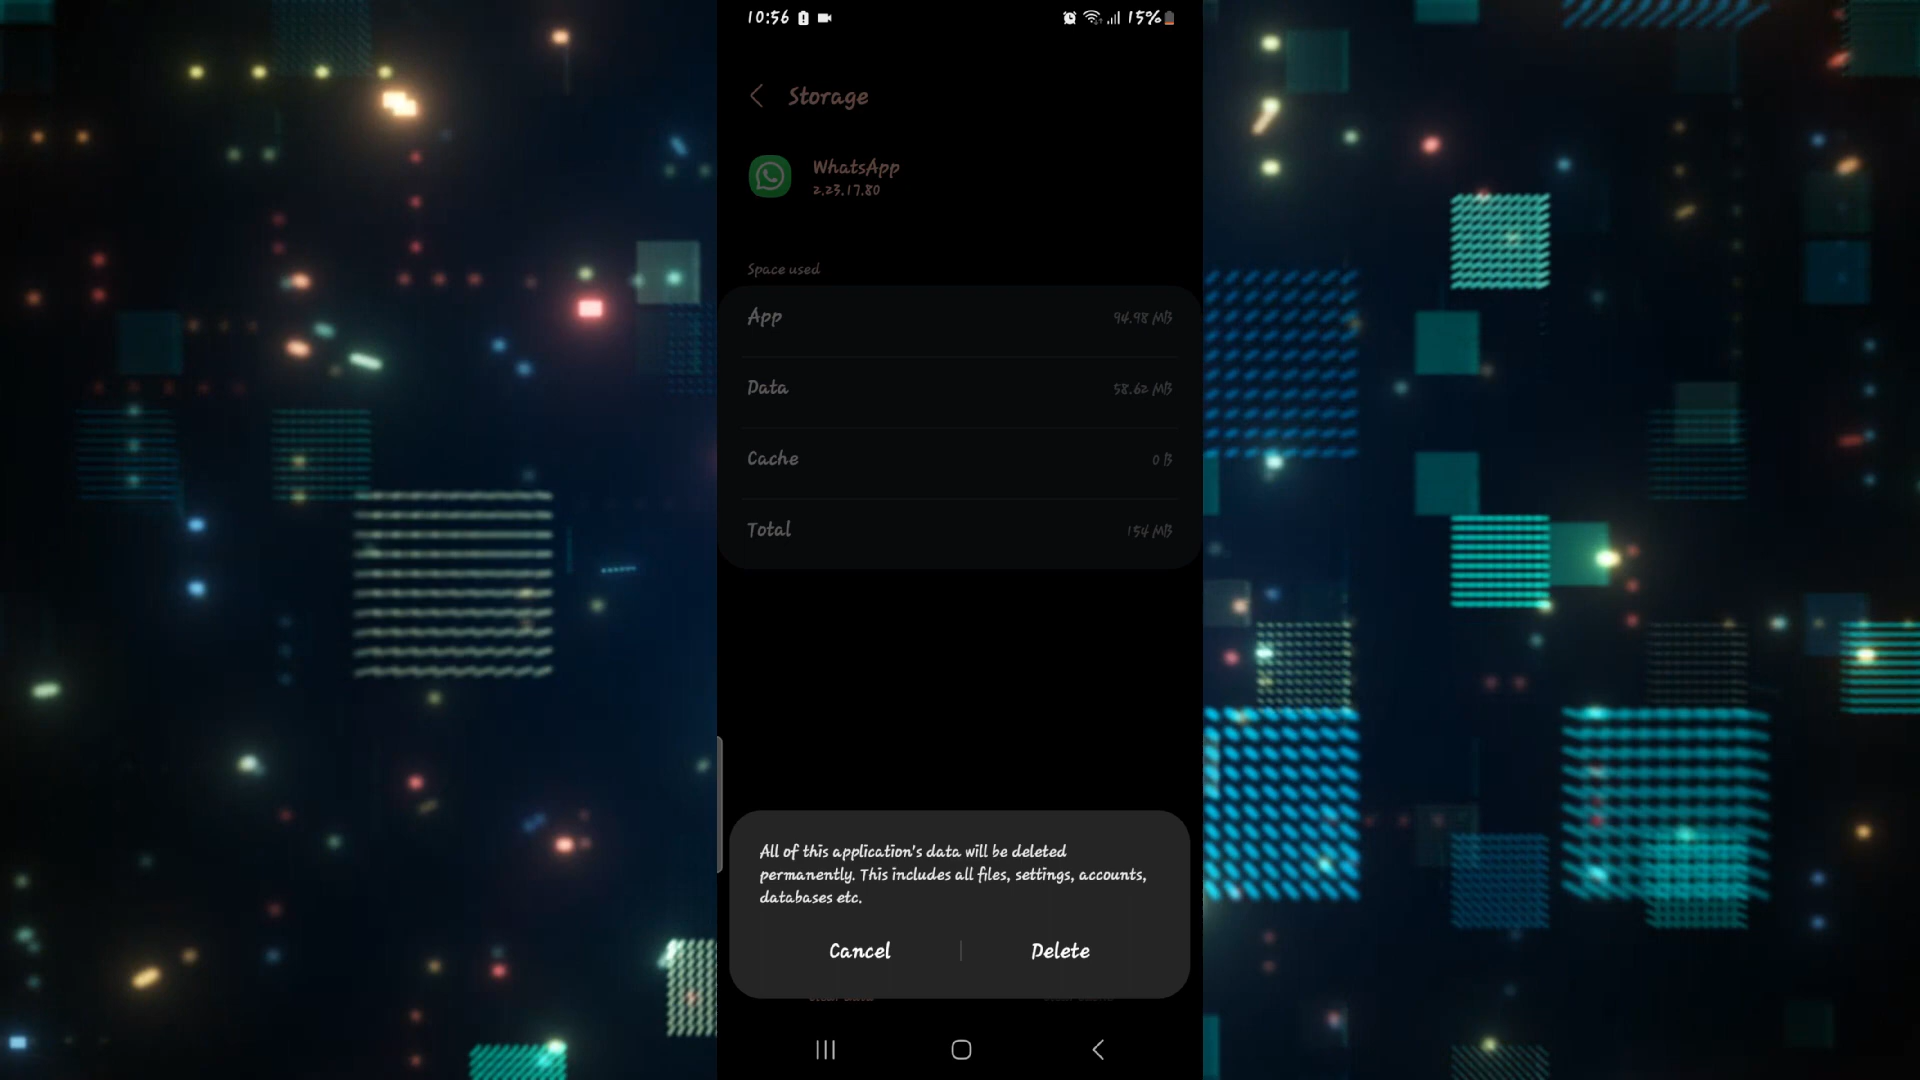 10:56
15%
Storage
WhatsApp
2.23.17.80
Space used
App 94.98 MB
Data 58.62 MB
Cache 0 B
Total 154 MB
All of this application's data will be deleted
permanently. This includes all files, settings, accounts,
databases etc.
Cancel Delete